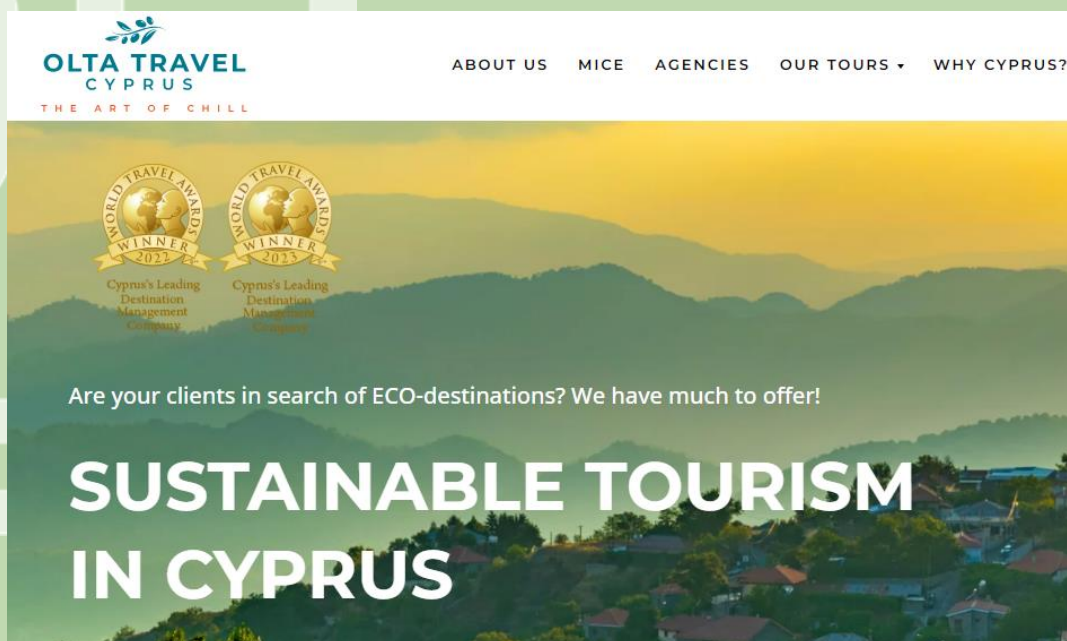 OLTA TRAVEL
CYPRUS
THE ART OF CHILL
ABOUT US MICE AGENCIES OUR TOURS WHY CYPRUS?
WORLD TRAVEL AWARDS
WINNER
2022
Cyprus's Leading
Destination
Management
Company
WORLD TRAVEL AWARDS
WINNER
2023
Cyprus's Leading
Destination
Management
Company
Are your clients in search of ECO-destinations? We have much to offer!
SUSTAINABLE TOURISM
IN CYPRUS